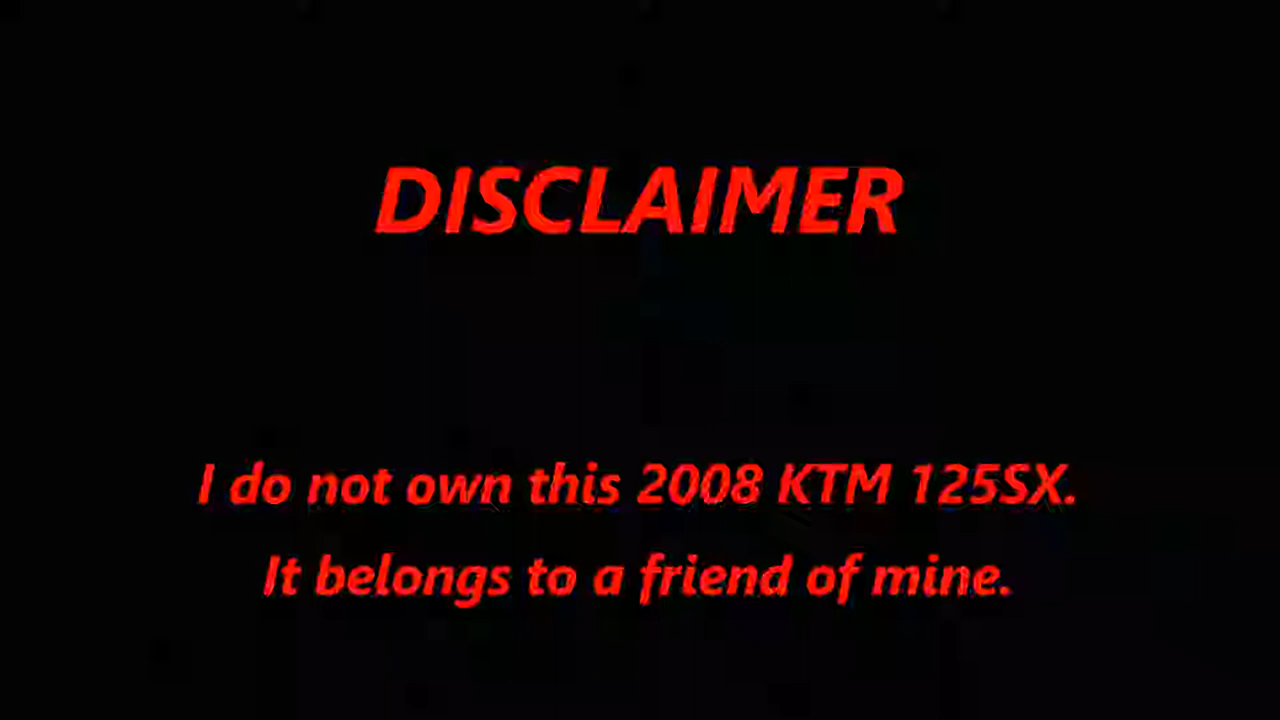 DISCLAIMER
I do not own this 2008 KTM 125SX.
It belongs to a friend of mine.